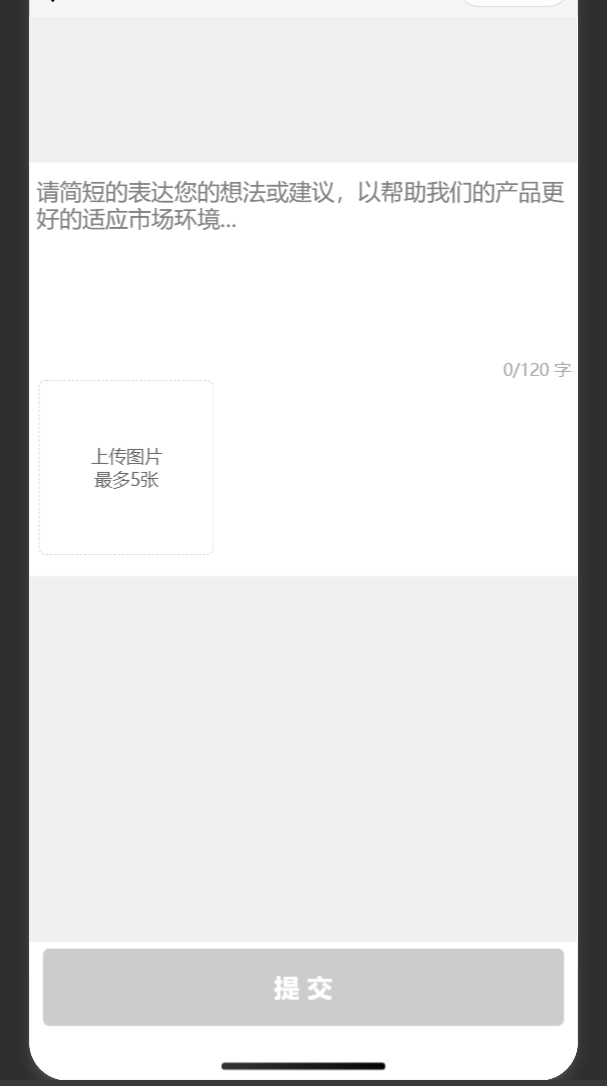 请简短的表达您的想法或建议，以帮助我们的产品更
好的适应市场环境...
0/120 字
上传图片
最多5张
提 交